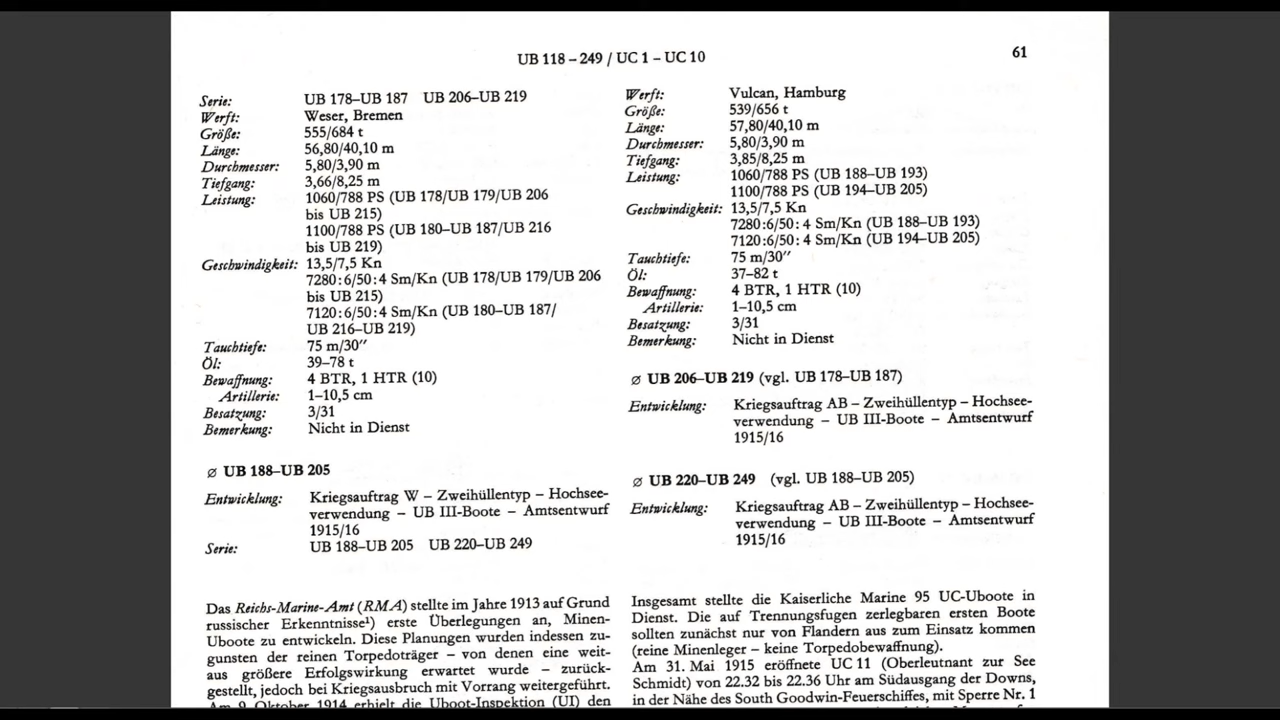 UB 118 – 249 / UC 1 – UC 10
61
Serie: UB 178–UB 187 UB 206–UB 219
Werft: Weser, Bremen
Größe: 555/684 t
Länge: 56,80/40,10 m
Durchmesser: 5,80/3,90 m
Tiefgang: 3,66/8,25 m
Leistung: 1060/788 PS (UB 178/UB 179/UB 206
bis UB 215)
1100/788 PS (UB 180–UB 187/UB 216
bis UB 219)
Geschwindigkeit: 13,5/7,5 Kn
7280:6/50:4 Sm/Kn (UB 178/UB 179/UB 206
bis UB 215)
7120:6/50:4 Sm/Kn (UB 180–UB 187/
UB 216–UB 219)
Tauchtiefe: 75 m/30″
Öl: 39–78 t
Bewaffnung: 4 BTR, 1 HTR (10)
Artillerie: 1–10,5 cm
Besatzung: 3/31
Bemerkung: Nicht in Dienst
⌀ UB 188–UB 205
Entwicklung: Kriegsauftrag W – Zweihüllentyp – Hochsee-
verwendung – UB III-Boote – Amtsentwurf
1915/16
Serie: UB 188–UB 205 UB 220–UB 249
Werft: Vulcan, Hamburg
Größe: 539/656 t
Länge: 57,80/40,10 m
Durchmesser: 5,80/3,90 m
Tiefgang: 3,85/8,25 m
Leistung: 1060/788 PS (UB 188–UB 193)
1100/788 PS (UB 194–UB 205)
Geschwindigkeit: 13,5/7,5 Kn
7280:6/50:4 Sm/Kn (UB 188–UB 193)
7120:6/50:4 Sm/Kn (UB 194–UB 205)
Tauchtiefe: 75 m/30″
Öl: 37–82 t
Bewaffnung: 4 BTR, 1 HTR (10)
Artillerie: 1–10,5 cm
Besatzung: 3/31
Bemerkung: Nicht in Dienst
⌀ UB 206–UB 219 (vgl. UB 178–UB 187)
Entwicklung: Kriegsauftrag AB – Zweihüllentyp – Hochsee-
verwendung – UB III-Boote – Amtsentwurf
1915/16
⌀ UB 220–UB 249 (vgl. UB 188–UB 205)
Entwicklung: Kriegsauftrag AB – Zweihüllentyp – Hochsee-
verwendung – UB III-Boote – Amtsentwurf
1915/16
Das Reichs-Marine-Amt (RMA) stellte im Jahre 1913 auf Grund
russischer Erkenntnisse¹) erste Überlegungen an, Minen-
Uboote zu entwickeln. Diese Planungen wurden indessen zu-
gunsten der reinen Torpedoträger – von denen eine weit-
aus größere Erfolgswirkung erwartet wurde – zurück-
gestellt, jedoch bei Kriegsausbruch mit Vorrang weitergeführt.
Am 9. Oktober 1914 erhielt die Uboot-Inspektion (UI) den
Insgesamt stellte die Kaiserliche Marine 95 UC-Uboote in
Dienst. Die auf Trennungsfugen zerlegbaren ersten Boote
sollten zunächst nur von Flandern aus zum Einsatz kommen
(reine Minenleger – keine Torpedobewaffnung).
Am 31. Mai 1915 eröffnete UC 11 (Oberleutnant zur See
Schmidt) von 22.32 bis 22.36 Uhr am Südausgang der Downs,
in der Nähe des South Goodwin-Feuerschiffes, mit Sperre Nr. 1